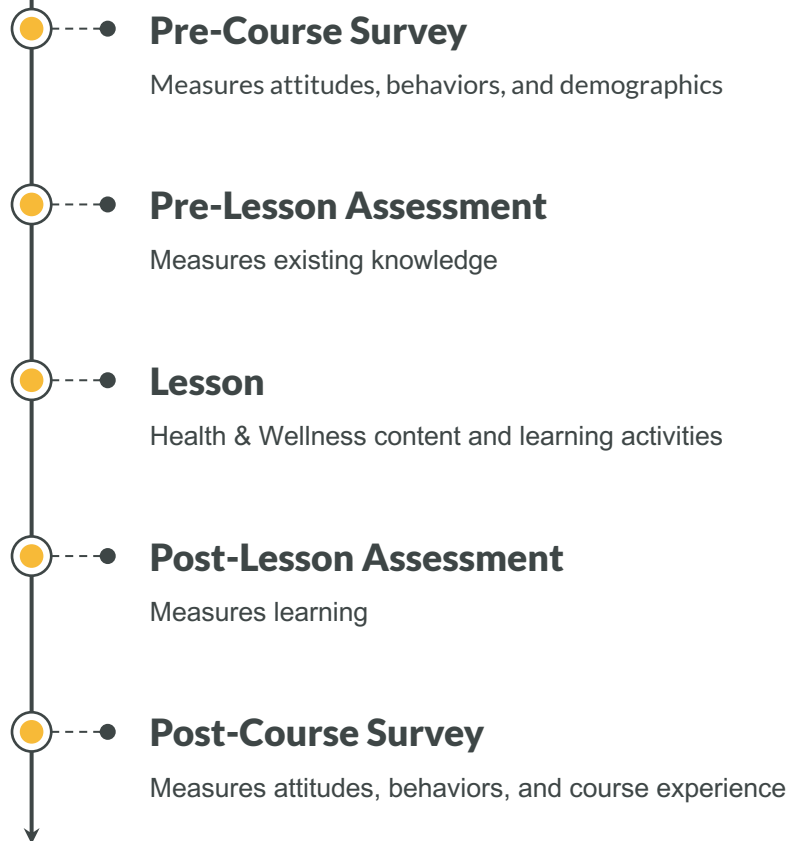 Pre-Course Survey
Measures attitudes, behaviors, and demographics
Pre-Lesson Assessment
Measures existing knowledge
Lesson
Health & Wellness content and learning activities
Post-Lesson Assessment
Measures learning
Post-Course Survey
Measures attitudes, behaviors, and course experience